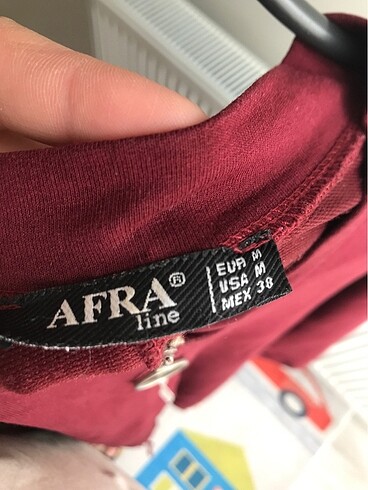 AFRA®
line
EUR M
USA M
MEX 38